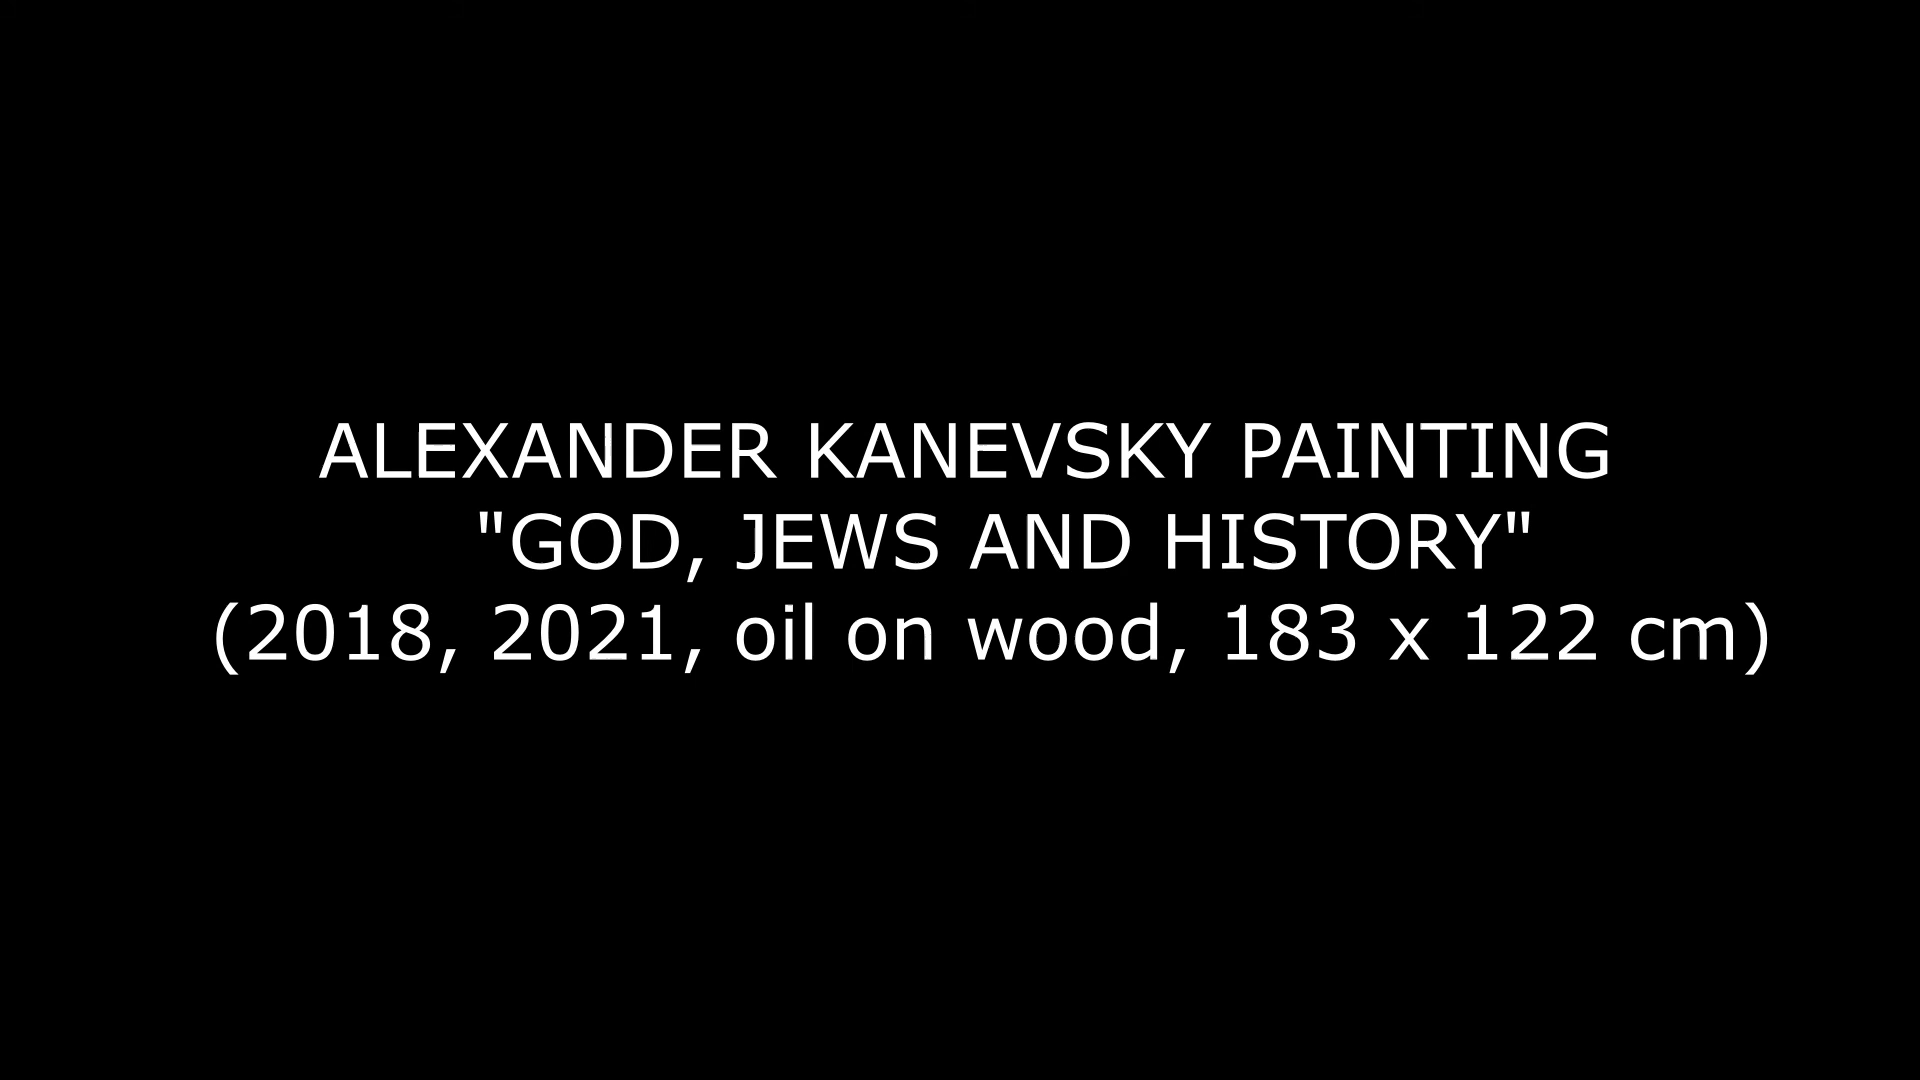 ALEXANDER KANEVSKY PAINTING
"GOD, JEWS AND HISTORY"
(2018, 2021, oil on wood, 183 x 122 cm)